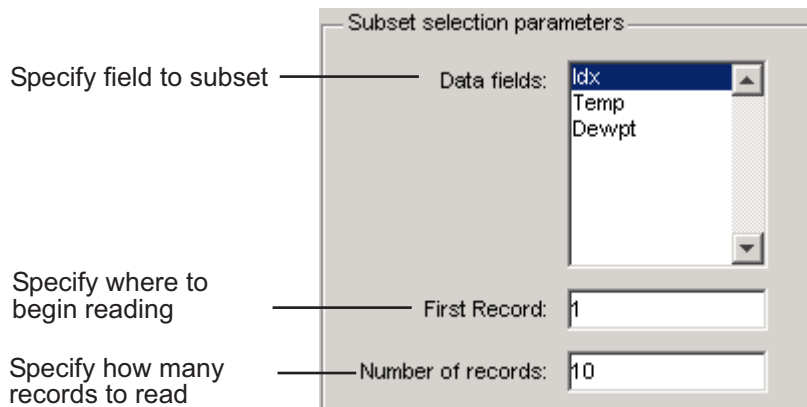 Subset selection parameters
Specify field to subset
Data fields:
Idx
Temp
Dewpt
Specify where to
begin reading
First Record:
1
Specify how many
records to read
Number of records:
10